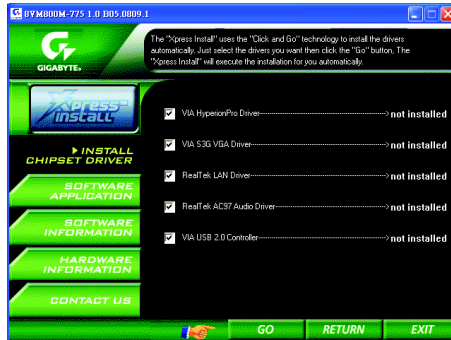 8VM800M-775 1.0 B05.0809.1
The "Xpress Install" uses the "Click and Go" technology to install the drivers
automatically. Just select the drivers you want then click the "Go" button, The
"Xpress Install" will execute the installation for you automatically.
GIGABYTE
Xpress
Install
INSTALL
CHIPSET DRIVER
SOFTWARE
APPLICATION
SOFTWARE
INFORMATION
HARDWARE
INFORMATION
CONTACT US
VIA HyperionPro Driver not installed
VIA S3G VGA Driver not installed
RealTek LAN Driver not installed
RealTek AC97 Audio Driver not installed
VIA USB 2.0 Controller not installed
GO RETURN EXIT